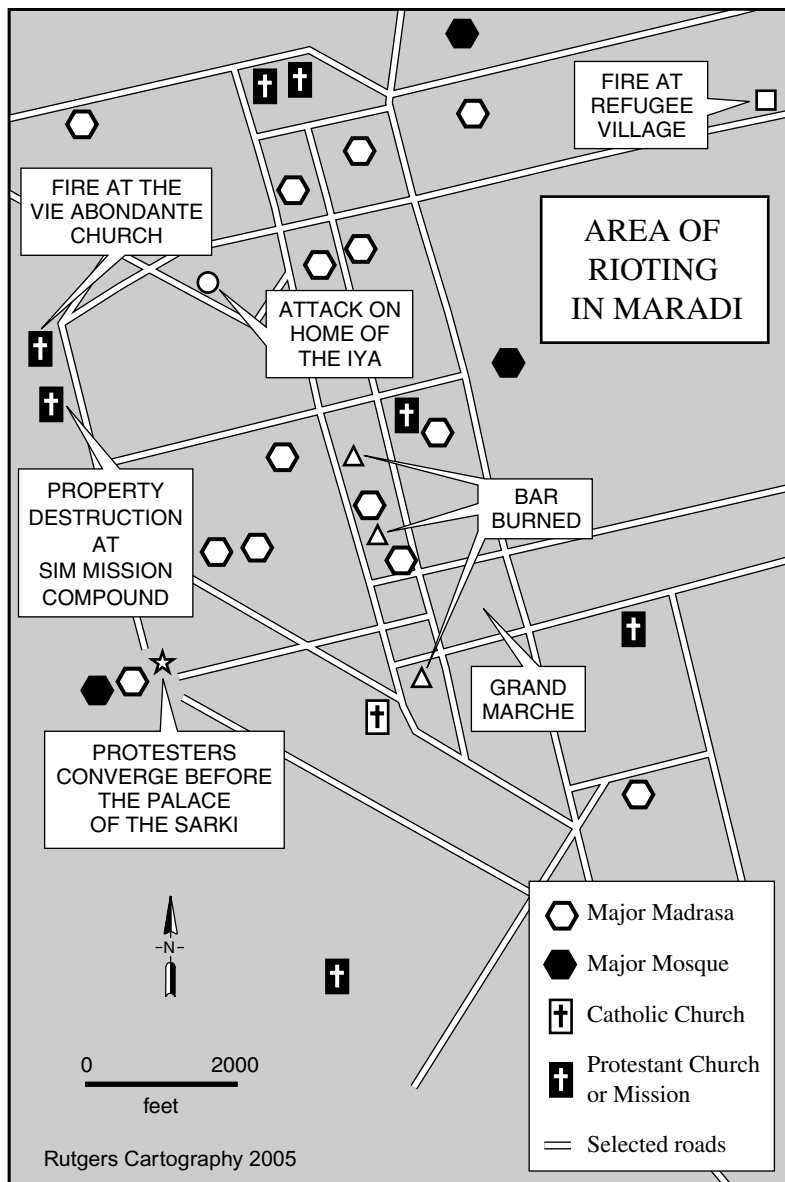 FIRE AT
REFUGEE
VILLAGE
FIRE AT THE
VIE ABONDANTE
CHURCH
AREA OF
RIOTING
IN MARADI
ATTACK ON
HOME OF
THE IYA
PROPERTY
DESTRUCTION
AT
SIM MISSION
COMPOUND
BAR
BURNED
GRAND
MARCHE
PROTESTERS
CONVERGE BEFORE
THE PALACE
OF THE SARKI
-N-
0 2000
feet
Rutgers Cartography 2005
Major Madrasa
Major Mosque
Catholic Church
Protestant Church
or Mission
Selected roads